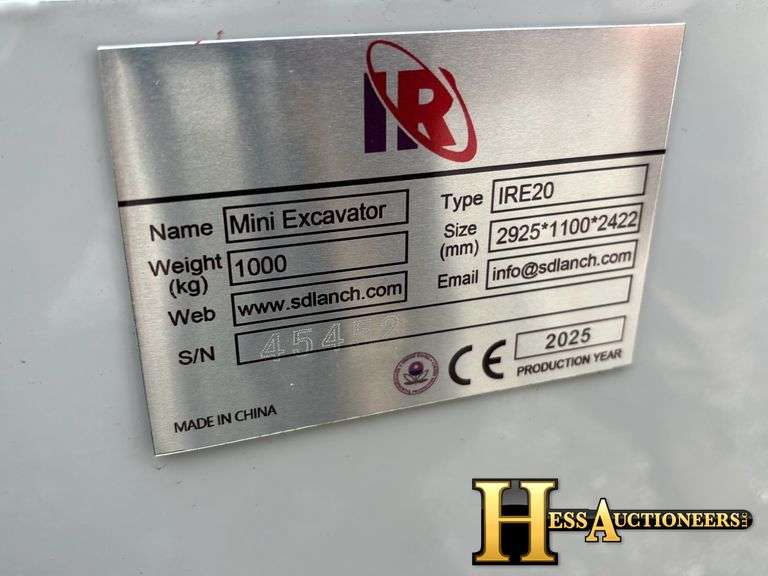 IR
Name Mini Excavator
Type IRE20
Weight (kg) 1000
Size (mm) 2925*1100*2422
Web www.sdlanch.com
Email info@sdlanch.com
S/N
CE
2025
PRODUCTION YEAR
MADE IN CHINA
HESS AUCTIONEERS LLC